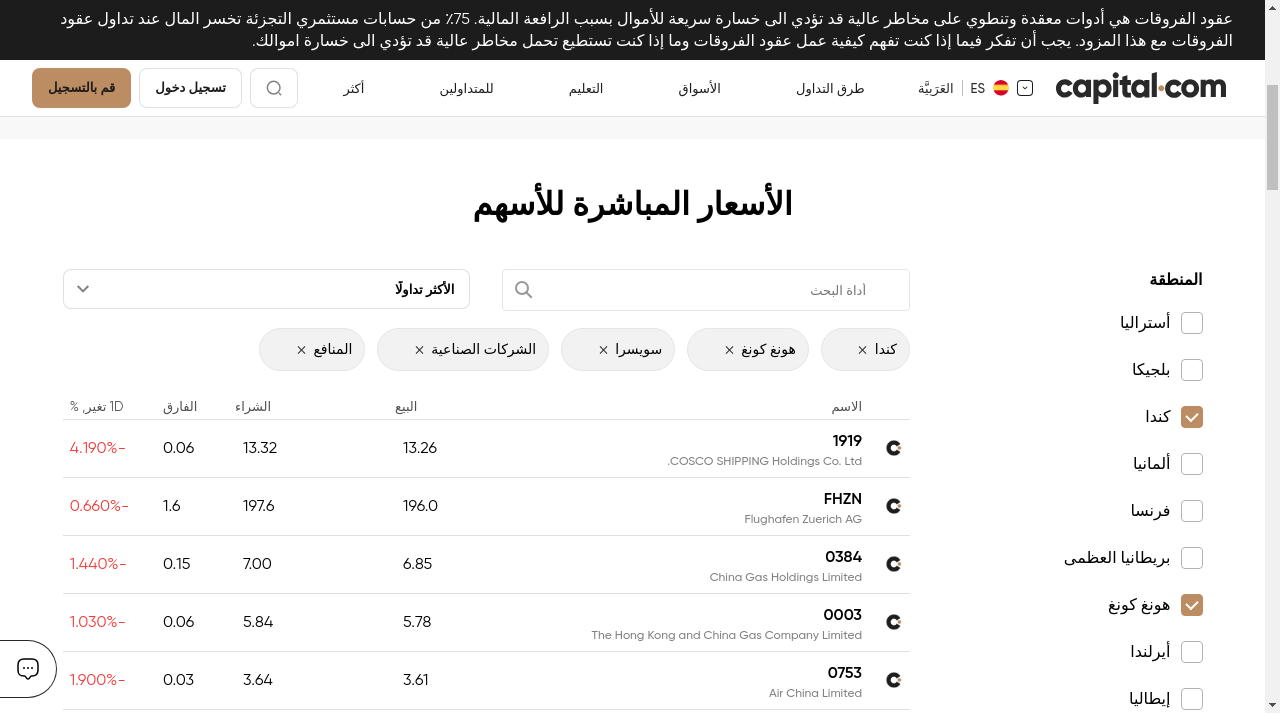 عقود الفروقات هي أدوات معقدة وتنطوي على مخاطر عالية قد تؤدي الى خسارة سريعة للأموال بسبب الرافعة المالية. 75٪ من حسابات مستثمري التجزئة تخسر المال عند تداول عقود
الفروقات مع هذا المزود. يجب أن تفكر فيما إذا كنت تفهم كيفية عمل عقود الفروقات وما إذا كنت تستطيع تحمل مخاطر عالية قد تؤدي الى خسارة اموالك.
capital.com
ES العَرَبيَّة
طرق التداول
الأسواق
التعليم
للمتداولين
أكثر
تسجيل دخول
قم بالتسجيل
الأسعار المباشرة للأسهم
المنطقة
أستراليا
بلجيكا
كندا
ألمانيا
فرنسا
بريطانيا العظمى
هونغ كونغ
أيرلندا
إيطاليا
أداة البحث
الأكثر تداولًا
كندا ×
هونغ كونغ ×
سويسرا ×
الشركات الصناعية ×
المنافع ×
الاسم البيع الشراء الفارق 1D تغير, %
1919 13.26 13.32 0.06 -4.190%
COSCO SHIPPING Holdings Co. Ltd.
FHZN 196.0 197.6 1.6 -0.660%
Flughafen Zuerich AG
0384 6.85 7.00 0.15 -1.440%
China Gas Holdings Limited
0003 5.78 5.84 0.06 -1.030%
The Hong Kong and China Gas Company Limited
0753 3.61 3.64 0.03 -1.900%
Air China Limited